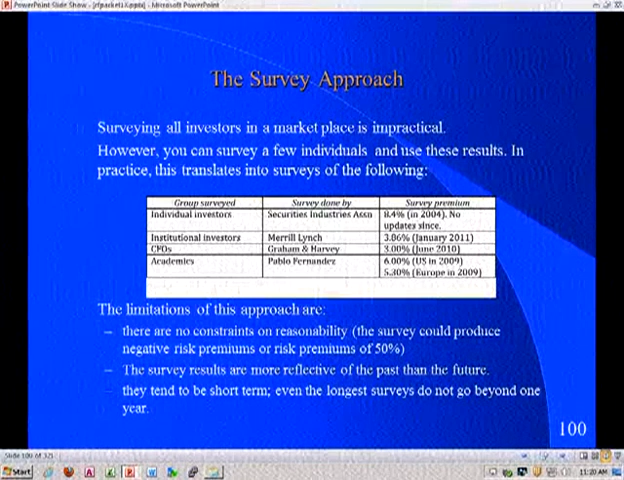 PowerPoint Slide Show - [ - Microsoft PowerPoint
The Survey Approach
Surveying all investors in a market place is impractical.
However, you can survey a few individuals and use these results. In
practice, this translates into surveys of the following:
Group surveyed Survey done by Survey premium
Individual investors Securities Industries Assn 8.4% (in 2004). No
updates since.
Institutional investors Merrill Lynch 3.86% (January 2011)
CFOs Graham & Harvey 3.00% (June 2010)
Academics Pablo Fernandez 6.00% (US in 2009)
5.30% (Europe in 2009)
The limitations of this approach are:
– there are no constraints on reasonability (the survey could produce
negative risk premiums or risk premiums of 50%)
– The survey results are more reflective of the past than the future.
– they tend to be short term; even the longest surveys do not go beyond one
year.
100
Slide 100 of 325
Start 11:20 AM